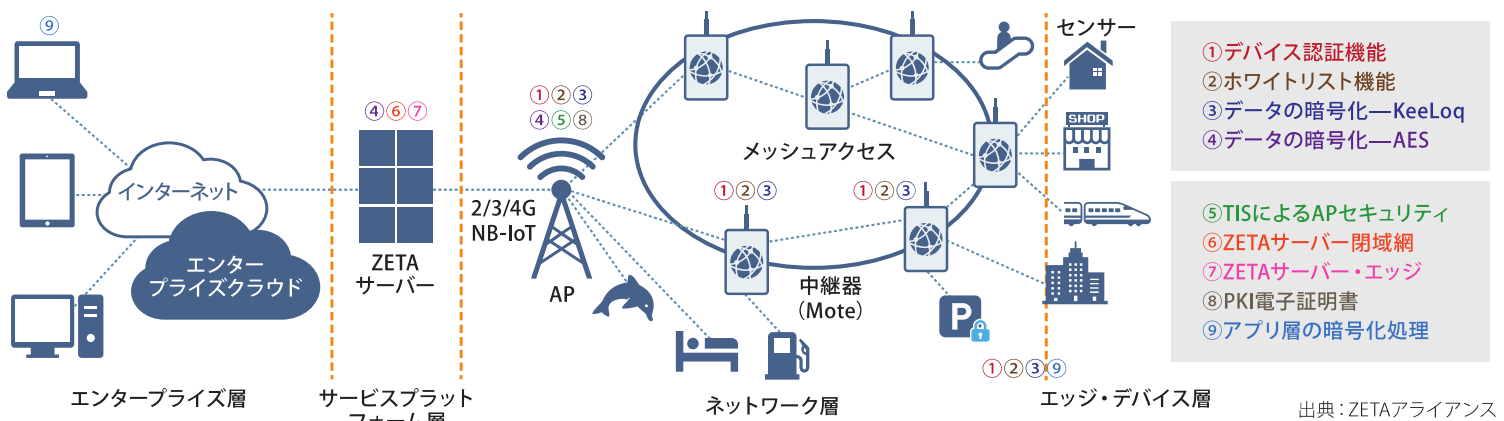 ⑨
インターネット
エンター
プライズクラウド
エンタープライズ層
④⑥⑦
ZETA
サーバー
サービスプラット
フォーム層
2/3/4G
NB-IoT
①②③
④⑤⑧
AP
メッシュアクセス
①②③
①②③
中継器
(Mote)
P
ネットワーク層
センサー
SHOP
①②③⑨
エッジ・デバイス層
①デバイス認証機能
②ホワイトリスト機能
③データの暗号化—KeeLoq
④データの暗号化—AES
⑤TISによるAPセキュリティ
⑥ZETAサーバー閉域網
⑦ZETAサーバー・エッジ
⑧PKI電子証明書
⑨アプリ層の暗号化処理
出典：ZETAアライアンス